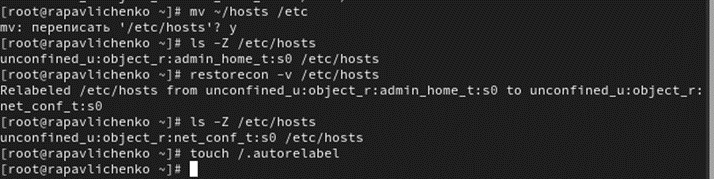 [root@rapavlichenko ~]# mv ~/hosts /etc
mv: переписать '/etc/hosts'? y
[root@rapavlichenko ~]# ls -Z /etc/hosts
unconfined_u:object_r:admin_home_t:s0 /etc/hosts
[root@rapavlichenko ~]# restorecon -v /etc/hosts
Relabeled /etc/hosts from unconfined_u:object_r:admin_home_t:s0 to unconfined_u:object_r:
net_conf_t:s0
[root@rapavlichenko ~]# ls -Z /etc/hosts
unconfined_u:object_r:net_conf_t:s0 /etc/hosts
[root@rapavlichenko ~]# touch /.autorelabel
[root@rapavlichenko ~]#